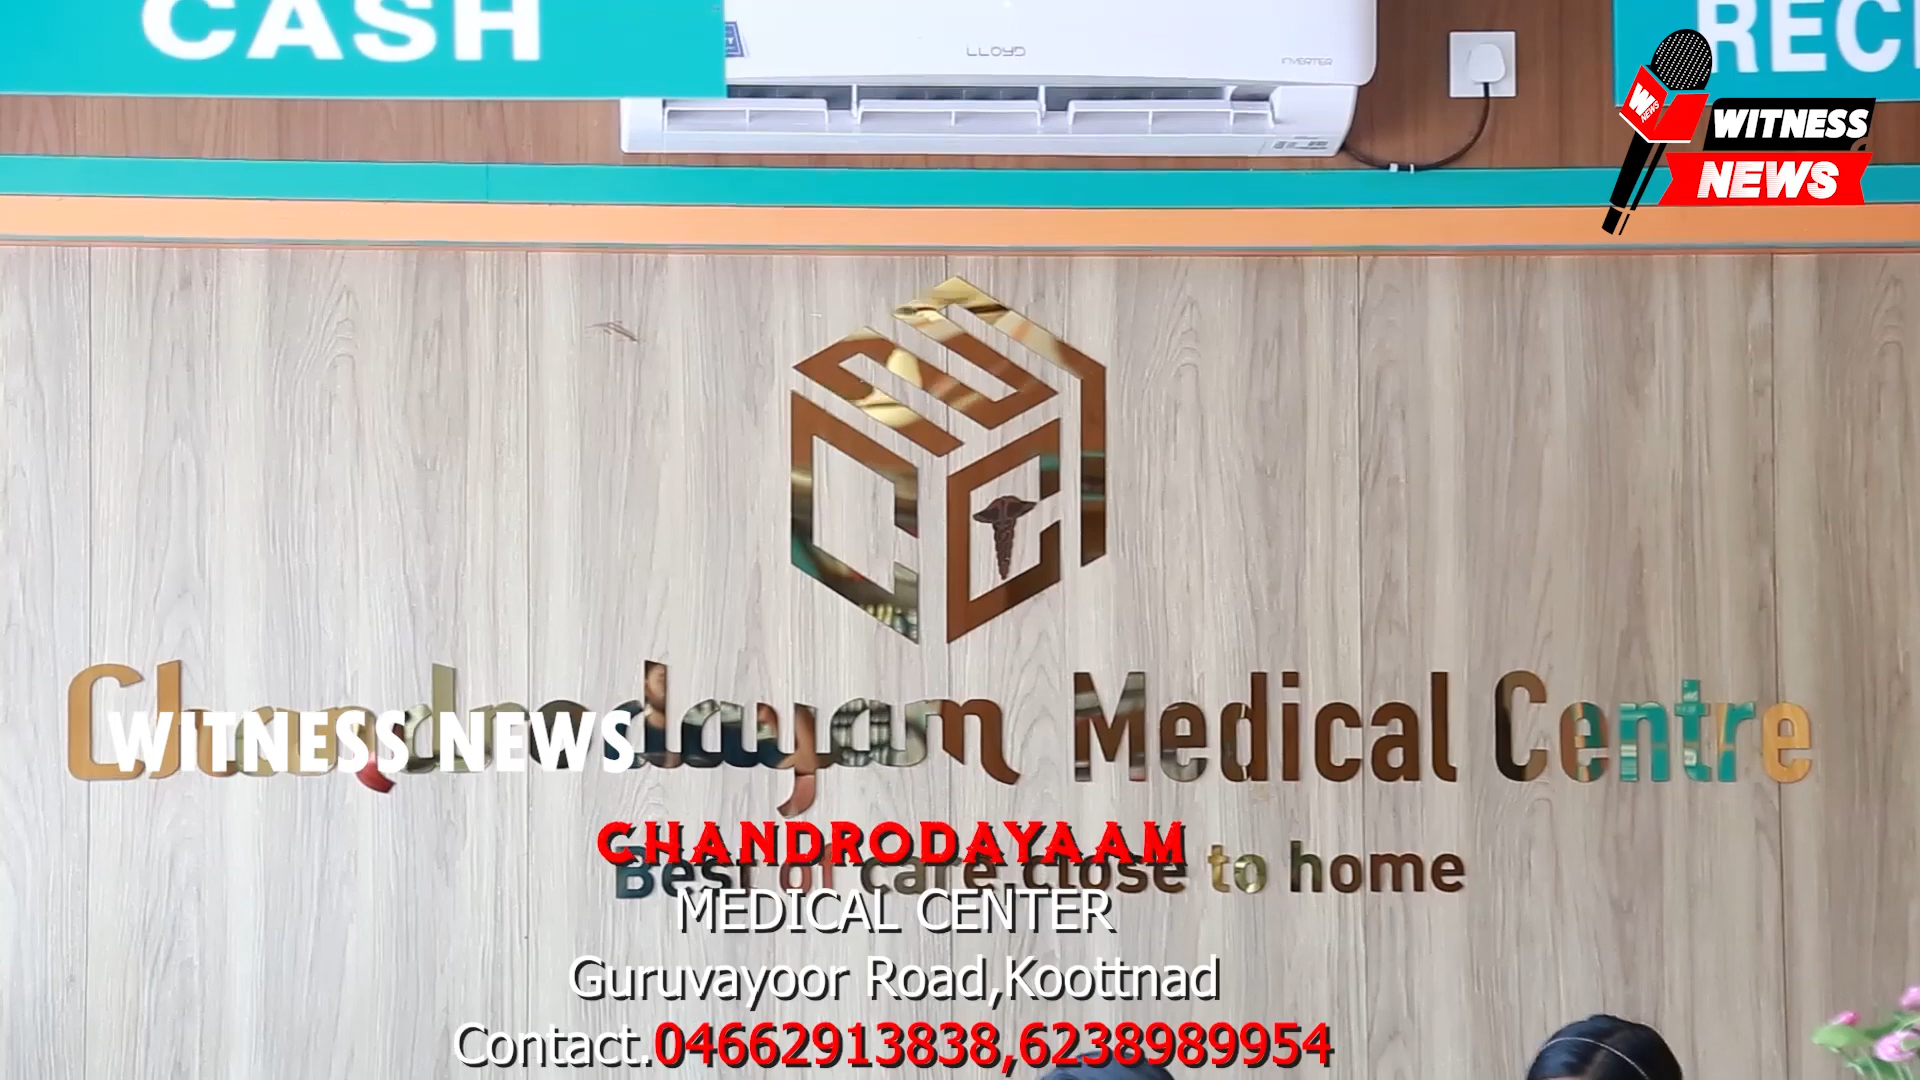 CASH
LLOYD
INVERTER
REC
W
NEWS
WITNESS
NEWS
Chandrodayam Medical Centre
WITNESS NEWS
Best of care, close to home
CHANDRODAYAAM
MEDICAL CENTER
Guruvayoor Road,Koottnad
Contact.04662913838,6238989954